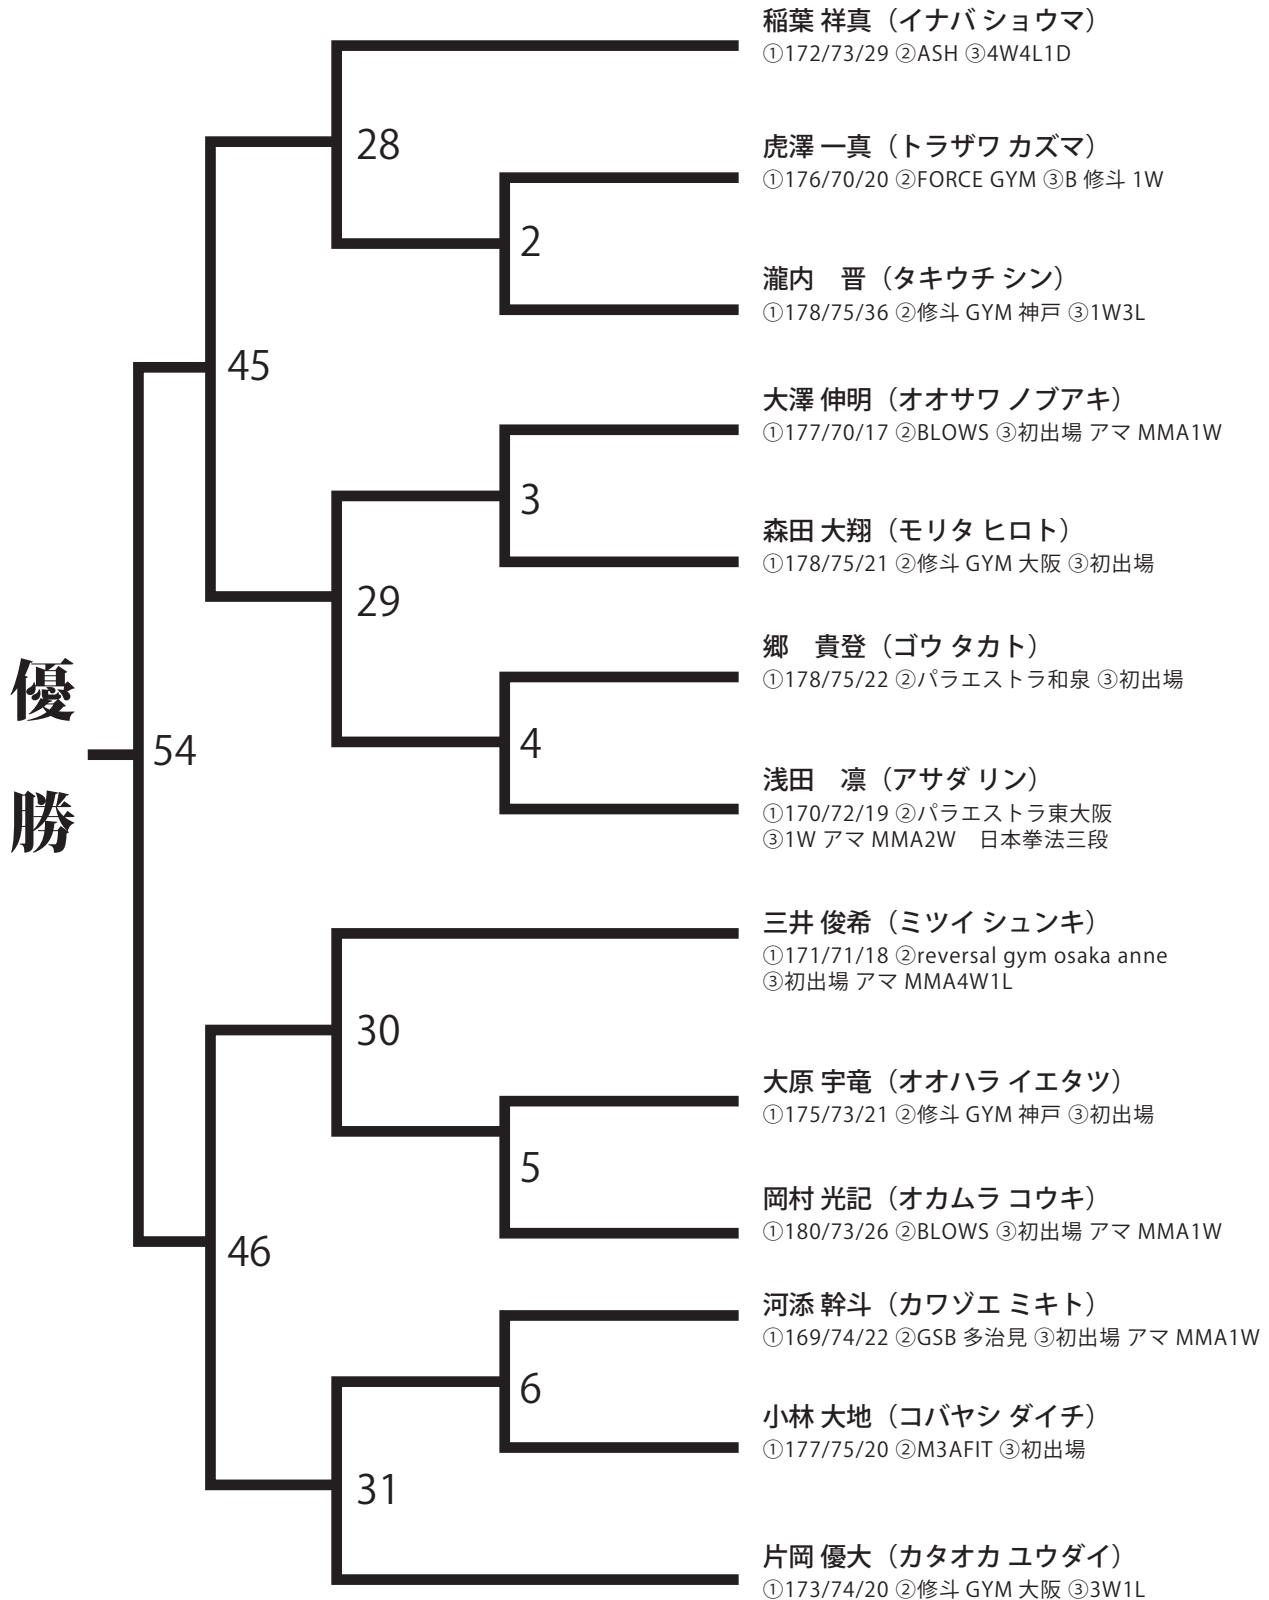 稲葉 祥真（イナバ ショウマ）
①172/73/29 ②ASH ③4W4L1D
28
虎澤 一真（トラザワ カズマ）
①176/70/20 ②FORCE GYM ③B 修斗 1W
2
瀧内　晋（タキウチ シン）
①178/75/36 ②修斗 GYM 神戸 ③1W3L
45
大澤 伸明（オオサワ ノブアキ）
①177/70/17 ②BLOWS ③初出場 アマ MMA1W
3
森田 大翔（モリタ ヒロト）
①178/75/21 ②修斗 GYM 大阪 ③初出場
29
郷　貴登（ゴウ タカト）
①178/75/22 ②パラエストラ和泉 ③初出場
4
優勝
54
浅田　凛（アサダ リン）
①170/72/19 ②パラエストラ東大阪
③1W アマ MMA2W　日本拳法三段
三井 俊希（ミツイ シュンキ）
①171/71/18 ②reversal gym osaka anne
③初出場 アマ MMA4W1L
30
大原 宇竜（オオハラ イエタツ）
①175/73/21 ②修斗 GYM 神戸 ③初出場
5
岡村 光記（オカムラ コウキ）
①180/73/26 ②BLOWS ③初出場 アマ MMA1W
46
河添 幹斗（カワゾエ ミキト）
①169/74/22 ②GSB 多治見 ③初出場 アマ MMA1W
6
小林 大地（コバヤシ ダイチ）
①177/75/20 ②M3AFIT ③初出場
31
片岡 優大（カタオカ ユウダイ）
①173/74/20 ②修斗 GYM 大阪 ③3W1L